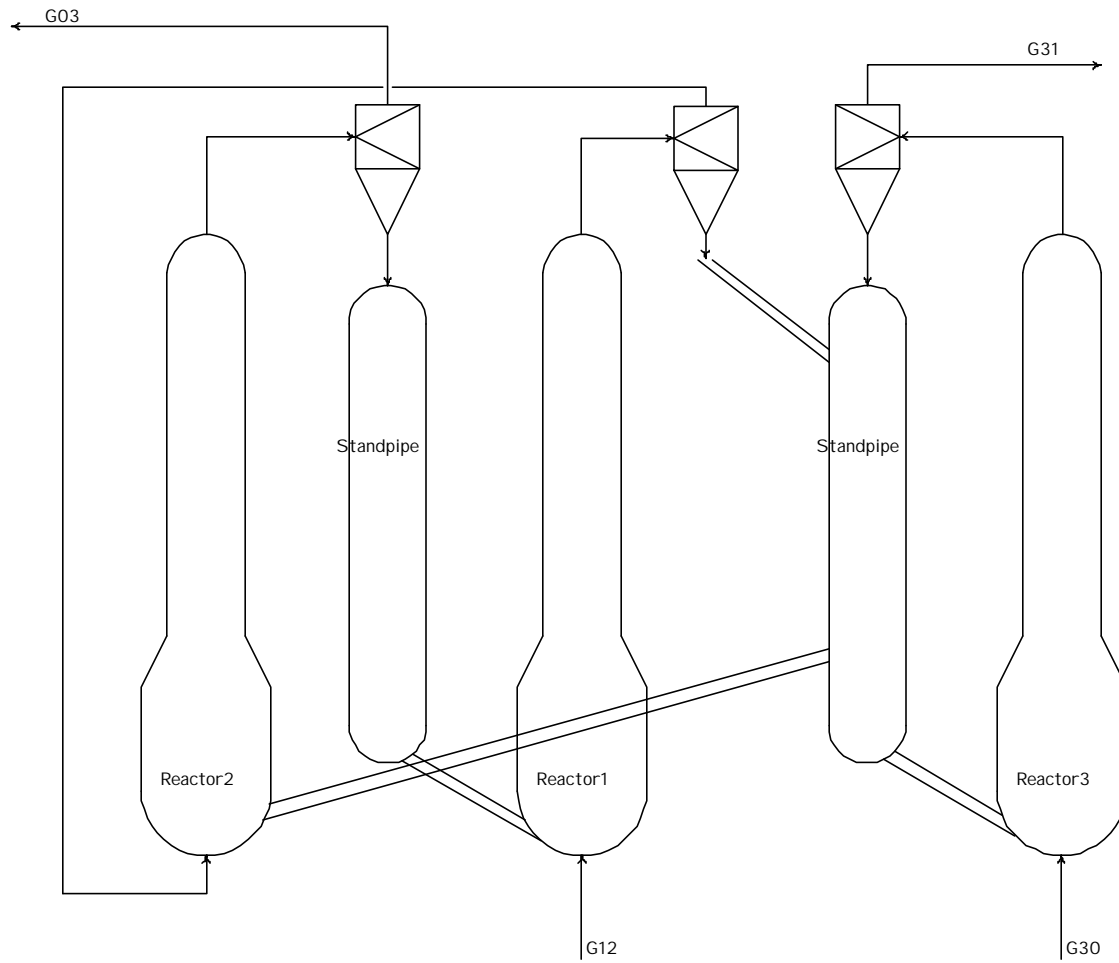 G03
G31
Standpipe
Standpipe
Reactor2
Reactor1
Reactor3
G12
G30